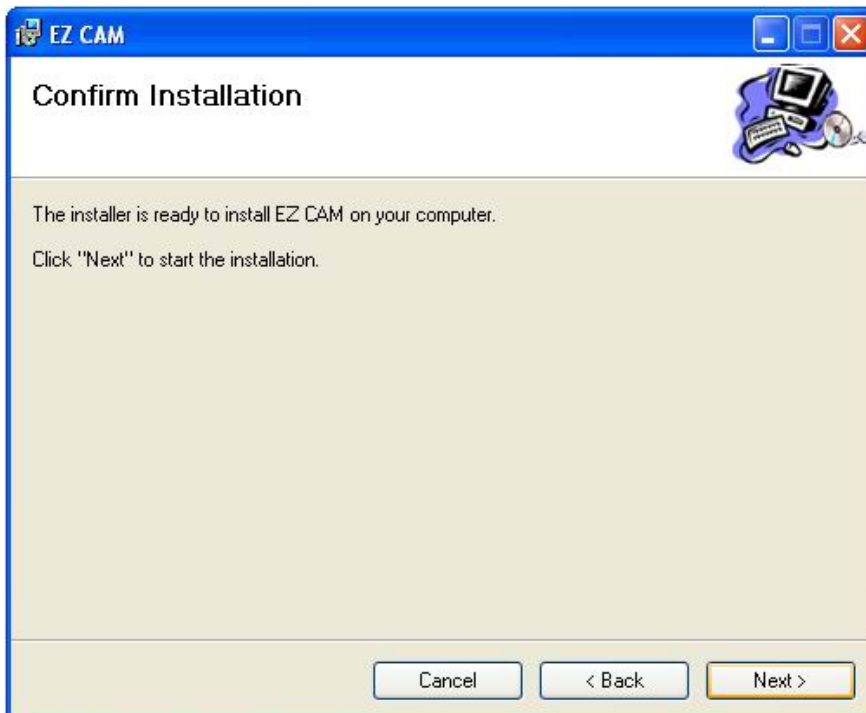 EZ CAM
Confirm Installation
The installer is ready to install EZ CAM on your computer.
Click "Next" to start the installation.
Cancel
< Back
Next >